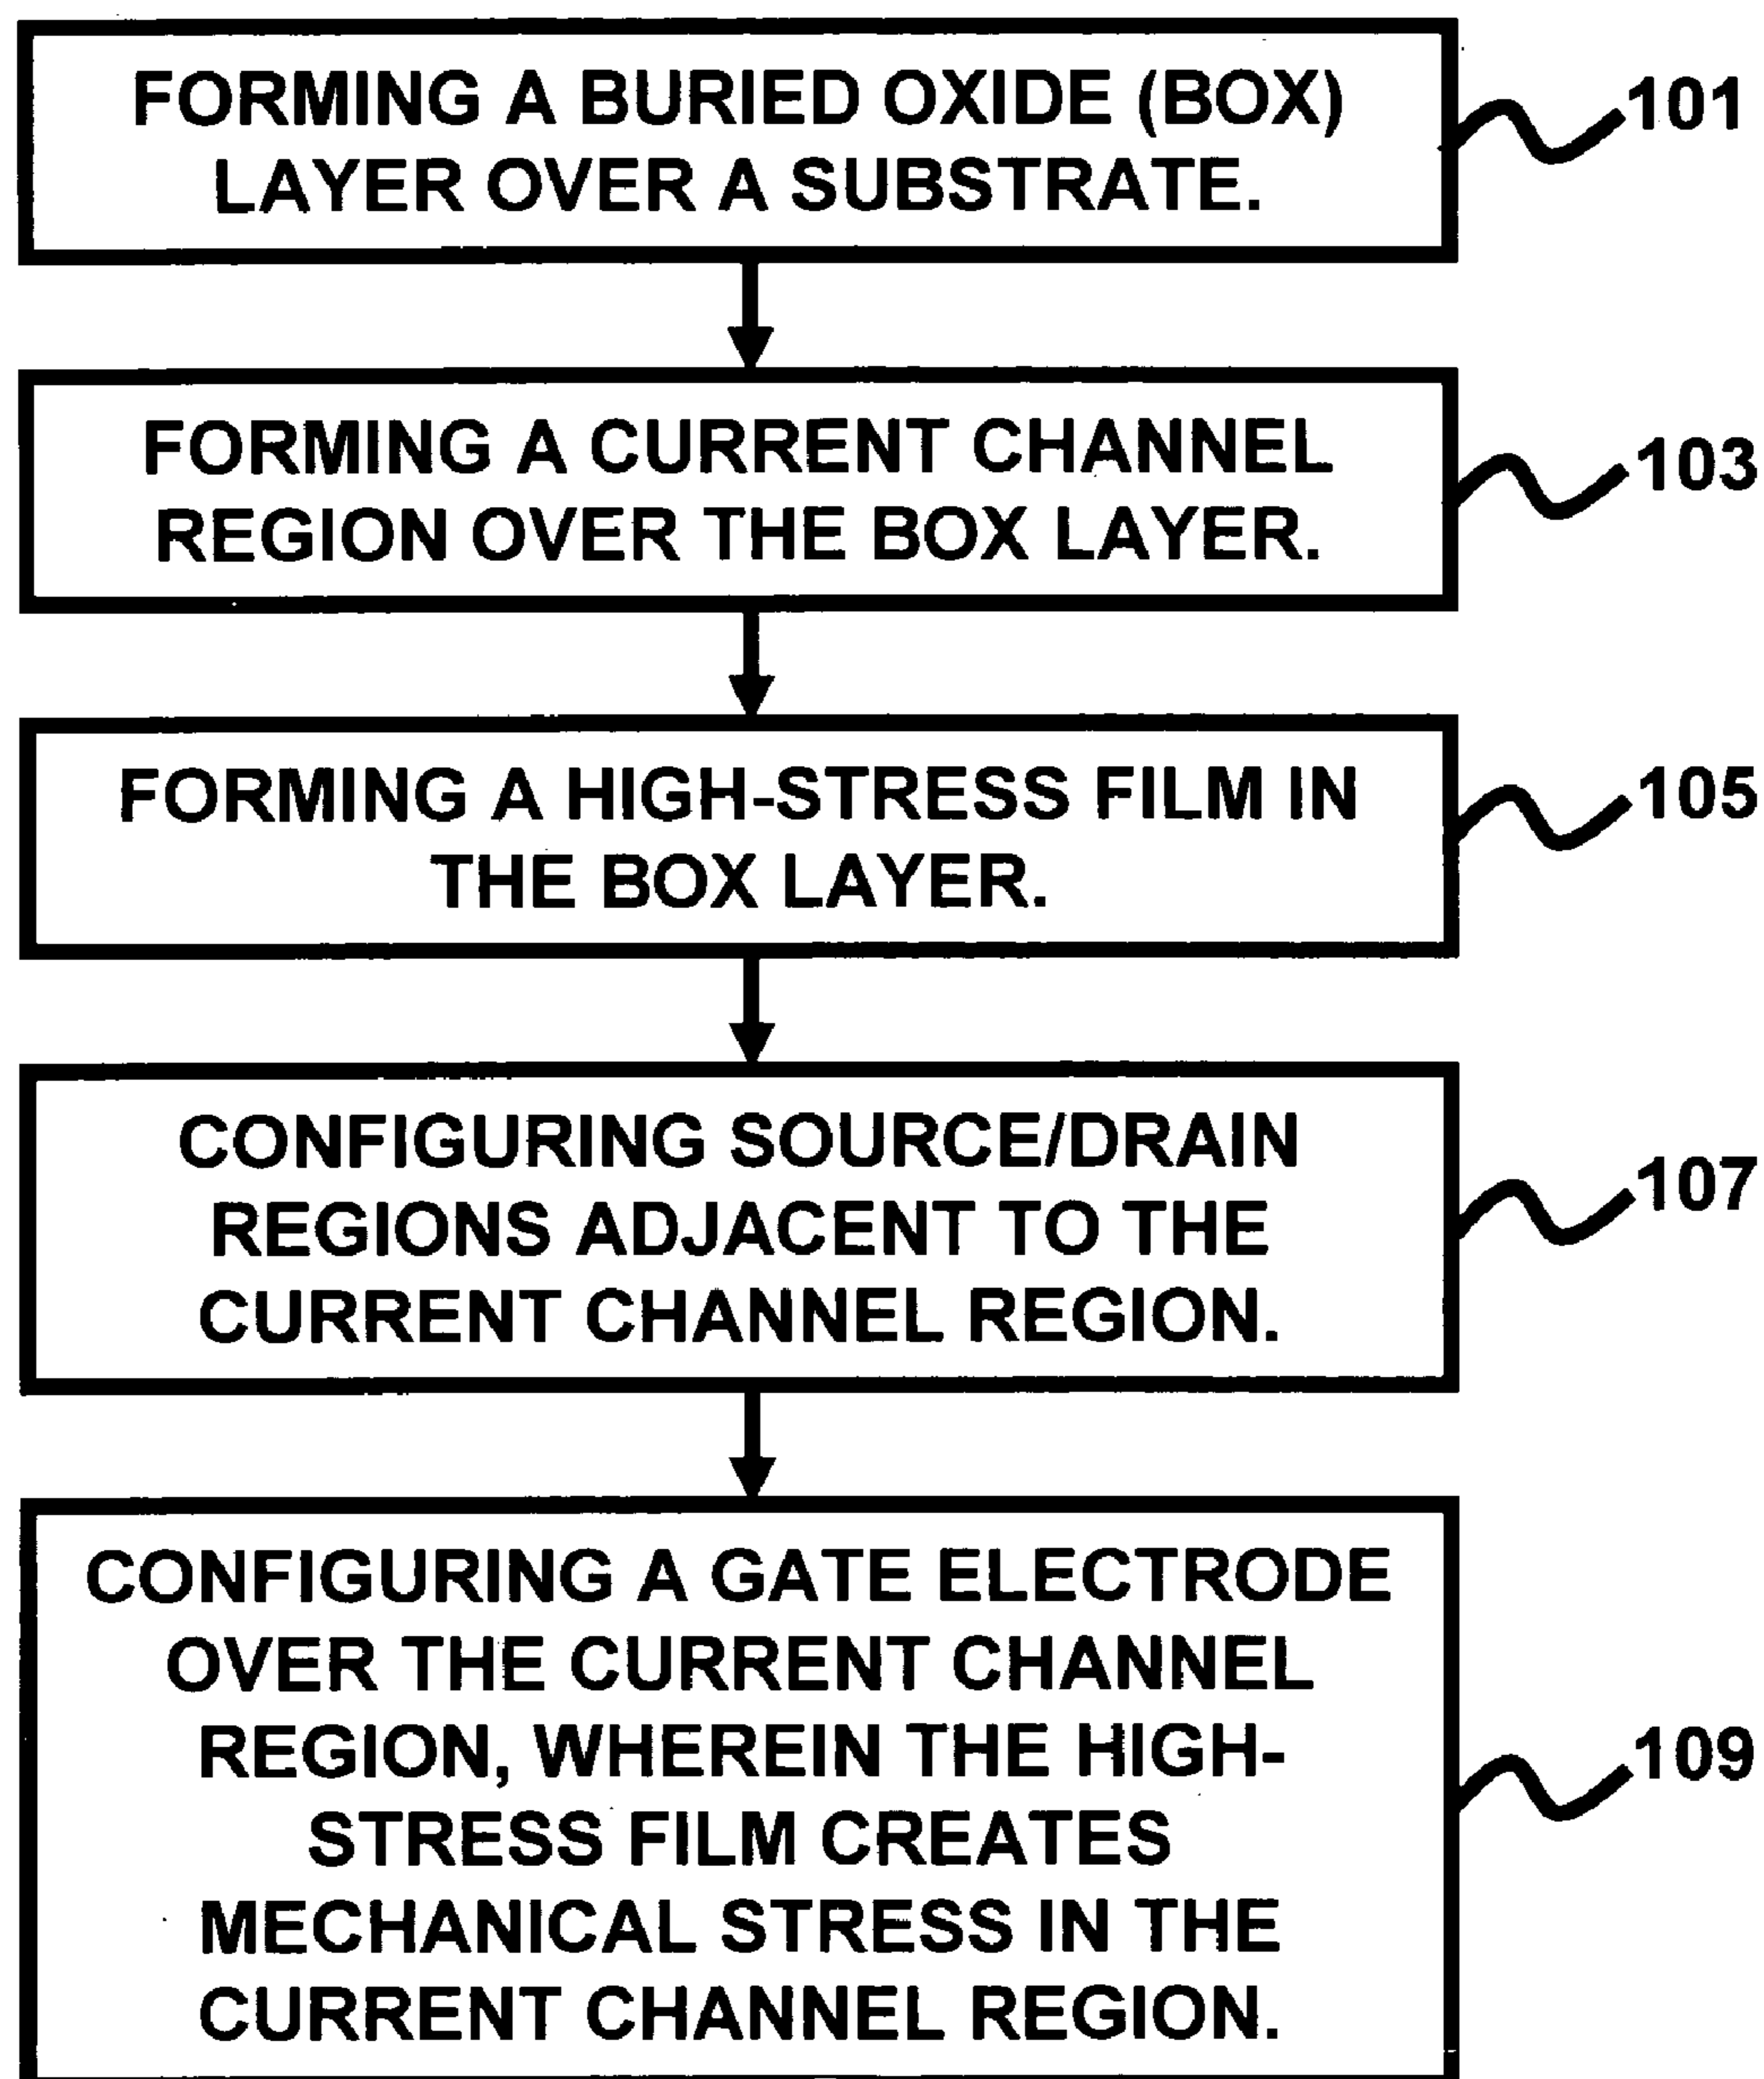 FORMING A BURIED OXIDE (BOX)
LAYER OVER A SUBSTRATE.
101
FORMING A CURRENT CHANNEL
REGION OVER THE BOX LAYER.
103
FORMING A HIGH-STRESS FILM IN
THE BOX LAYER.
105
CONFIGURING SOURCE/DRAIN
REGIONS ADJACENT TO THE
CURRENT CHANNEL REGION.
107
CONFIGURING A GATE ELECTRODE
OVER THE CURRENT CHANNEL
REGION, WHEREIN THE HIGH-
STRESS FILM CREATES
MECHANICAL STRESS IN THE
CURRENT CHANNEL REGION.
109